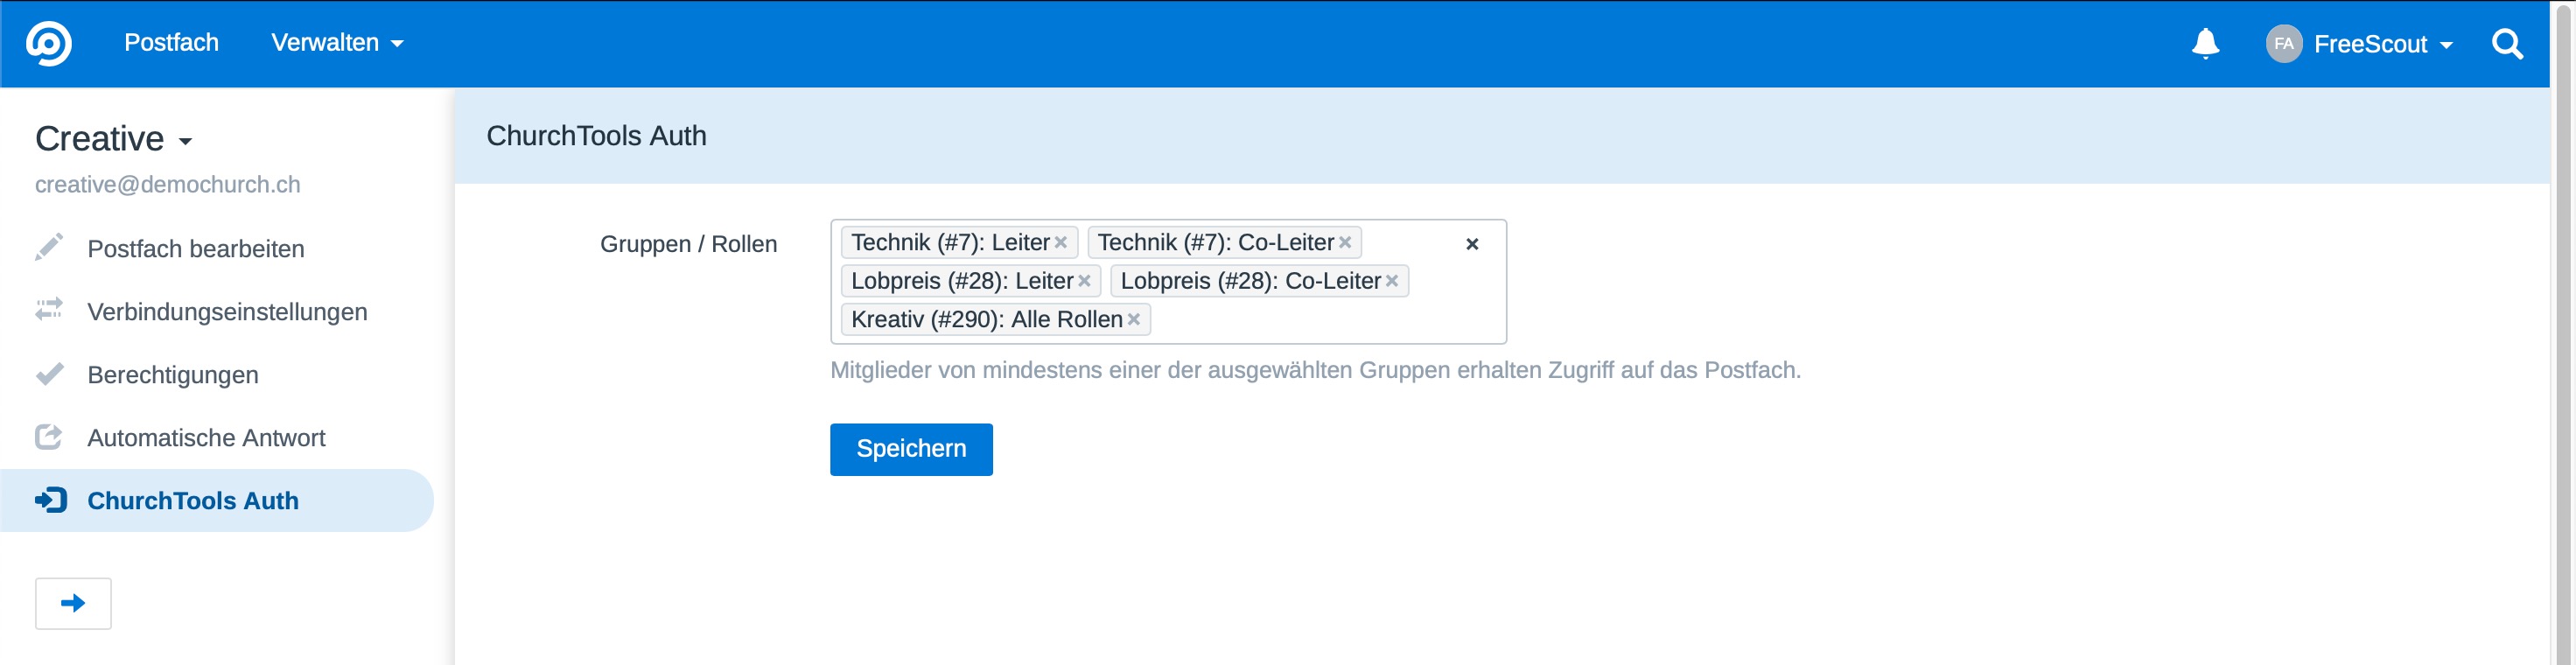 Postfach Verwalten FA FreeScout
Creative
creative@demochurch.ch
Postfach bearbeiten
Verbindungseinstellungen
Berechtigungen
Automatische Antwort
ChurchTools Auth
ChurchTools Auth
Gruppen / Rollen
Technik (#7): Leiter× Technik (#7): Co-Leiter× ×
Lobpreis (#28): Leiter× Lobpreis (#28): Co-Leiter×
Kreativ (#290): Alle Rollen×
Mitglieder von mindestens einer der ausgewählten Gruppen erhalten Zugriff auf das Postfach.
Speichern